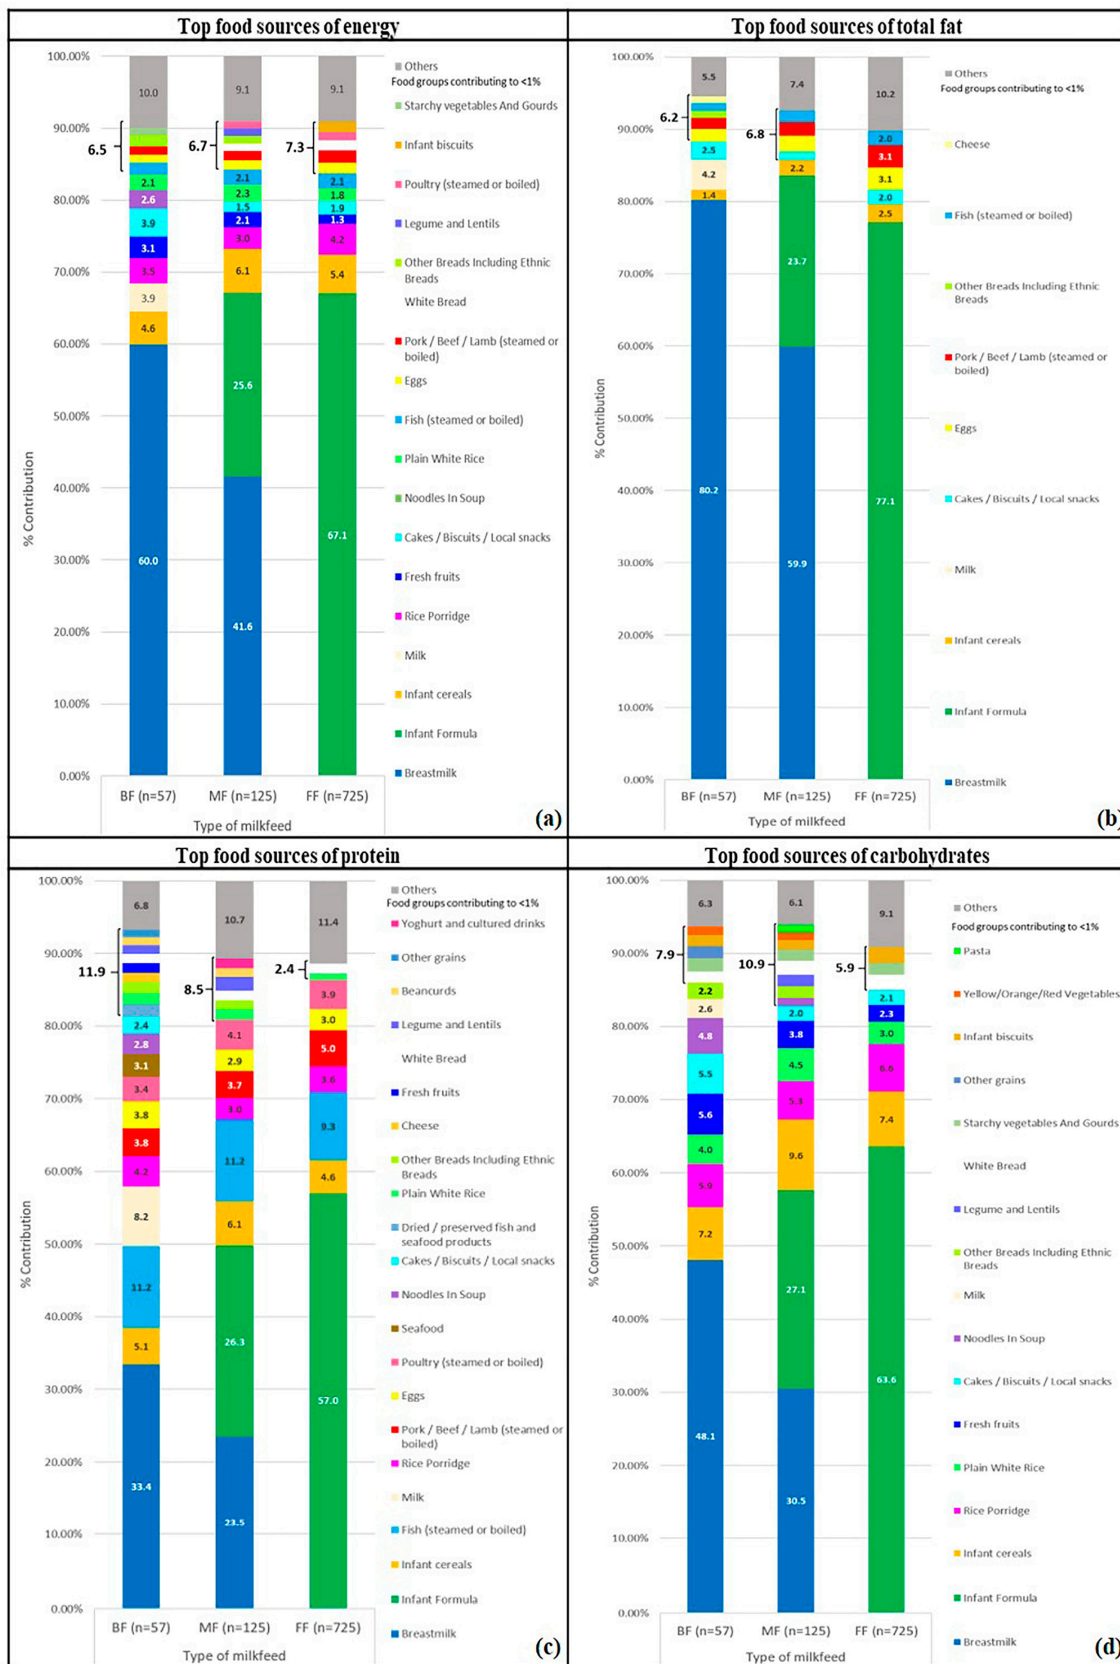 Top food sources of energy
100.00%
90.00%
80.00%
70.00%
60.00%
50.00%
40.00%
30.00%
20.00%
10.00%
0.00%
% Contribution
10.0
6.5
2.1
2.6
3.9
3.1
3.5
3.9
4.6
60.0
9.1
6.7
2.1
2.3
1.5
2.1
3.0
6.1
25.6
41.6
9.1
7.3
2.1
1.8
1.9
1.3
4.2
5.4
67.1
BF (n=57)
MF (n=125)
FF (n=725)
Type of milkfeed
Others
Food groups contributing to <1%
Starchy vegetables And Gourds
Infant biscuits
Poultry (steamed or boiled)
Legume and Lentils
Other Breads Including Ethnic
Breads
White Bread
Pork / Beef / Lamb (steamed or
boiled)
Eggs
Fish (steamed or boiled)
Plain White Rice
Noodles In Soup
Cakes / Biscuits / Local snacks
Fresh fruits
Rice Porridge
Milk
Infant cereals
Infant Formula
Breastmilk
(a)
Top food sources of total fat
100.00%
90.00%
80.00%
70.00%
60.00%
50.00%
40.00%
30.00%
20.00%
10.00%
0.00%
% Contribution
5.5
6.2
2.5
4.2
1.4
80.2
7.4
6.8
2.2
23.7
59.9
10.2
2.0
3.1
3.1
2.0
2.5
77.1
BF (n=57)
MF (n=125)
FF (n=725)
Type of milkfeed
Others
Food groups contributing to <1%
Cheese
Fish (steamed or boiled)
Other Breads Including Ethnic
Breads
Pork / Beef / Lamb (steamed or
boiled)
Eggs
Cakes / Biscuits / Local snacks
Milk
Infant cereals
Infant Formula
Breastmilk
(b)
Top food sources of protein
100.00%
90.00%
80.00%
70.00%
60.00%
50.00%
40.00%
30.00%
20.00%
10.00%
0.00%
% Contribution
6.8
11.9
2.4
2.8
3.1
3.4
3.8
3.8
4.2
8.2
11.2
5.1
33.4
10.7
8.5
4.1
2.9
3.7
3.0
11.2
6.1
26.3
23.5
11.4
2.4
3.9
3.0
5.0
3.6
9.3
4.6
57.0
BF (n=57)
MF (n=125)
FF (n=725)
Type of milkfeed
Others
Food groups contributing to <1%
Yoghurt and cultured drinks
Other grains
Beancurds
Legume and Lentils
White Bread
Fresh fruits
Cheese
Other Breads Including Ethnic
Breads
Plain White Rice
Dried / preserved fish and
seafood products
Cakes / Biscuits / Local snacks
Noodles In Soup
Seafood
Poultry (steamed or boiled)
Eggs
Pork / Beef / Lamb (steamed or
boiled)
Rice Porridge
Milk
Fish (steamed or boiled)
Infant cereals
Infant Formula
Breastmilk
(c)
Top food sources of carbohydrates
100.00%
90.00%
80.00%
70.00%
60.00%
50.00%
40.00%
30.00%
20.00%
10.00%
0.00%
% Contribution
6.3
7.9
2.2
2.6
4.8
5.5
5.6
4.0
5.9
7.2
48.1
6.1
10.9
2.0
3.8
4.5
5.3
9.6
27.1
30.5
9.1
5.9
2.1
2.3
3.0
6.6
7.4
63.6
BF (n=57)
MF (n=125)
FF (n=725)
Type of milkfeed
Others
Food groups contributing to <1%
Pasta
Yellow/Orange/Red Vegetables
Infant biscuits
Other grains
Starchy vegetables And Gourds
White Bread
Legume and Lentils
Other Breads Including Ethnic
Breads
Milk
Noodles In Soup
Cakes / Biscuits / Local snacks
Fresh fruits
Plain White Rice
Rice Porridge
Infant cereals
Infant Formula
Breastmilk
(d)